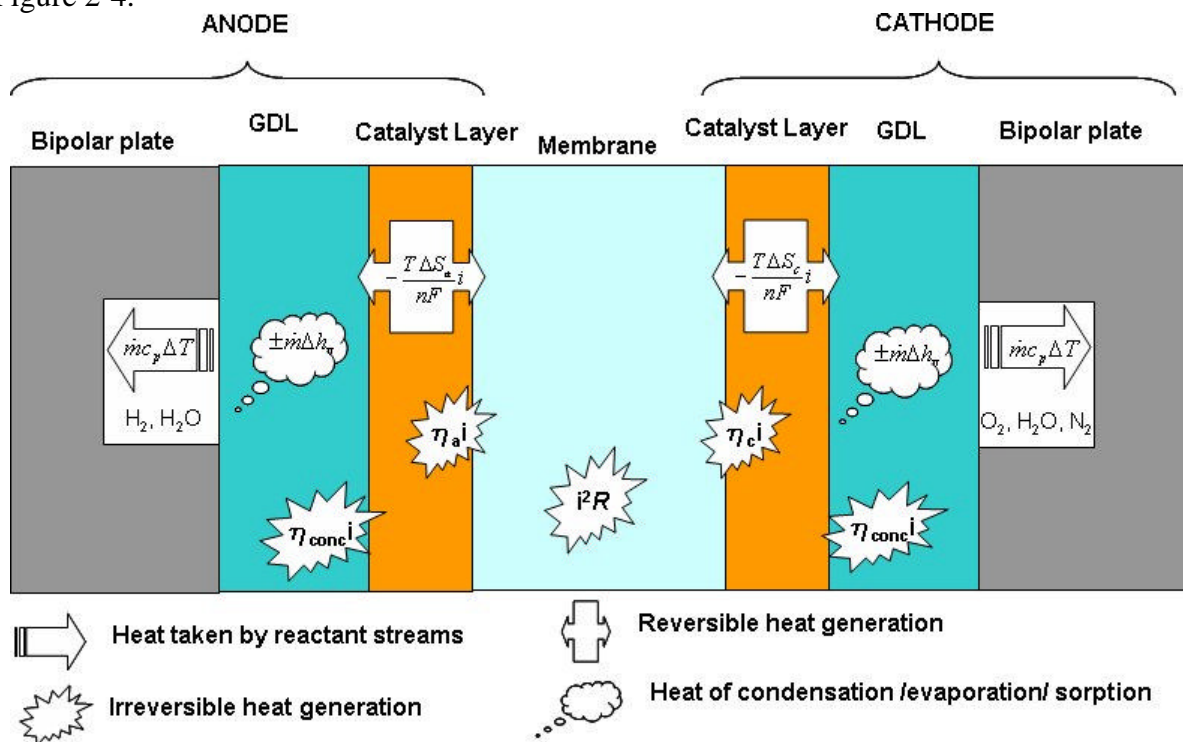 Figure 2-4.
ANODE
CATHODE
Bipolar plate
GDL
Catalyst Layer
Membrane
Catalyst Layer
GDL
Bipolar plate
ṁc_pΔT
H₂, H₂O
±ṁΔh_π
−TΔS_a/nF i
−TΔS_c/nF i
±ṁΔh_π
ṁc_pΔT
O₂, H₂O, N₂
η_a i
η_c i
i²R
η_conc i
η_conc i
Heat taken by reactant streams
Reversible heat generation
Irreversible heat generation
Heat of condensation /evaporation/ sorption